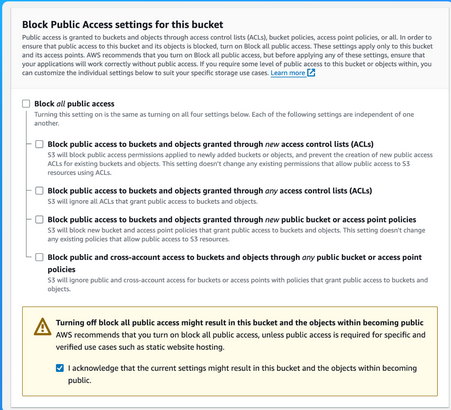 Block Public Access settings for this bucket
Public access is granted to buckets and objects through access control lists (ACLs), bucket policies, access point policies, or all. In order to
ensure that public access to this bucket and its objects is blocked, turn on Block all public access. These settings apply only to this bucket
and its access points. AWS recommends that you turn on Block all public access, but before applying any of these settings, ensure that
your applications will work correctly without public access. If you require some level of public access to this bucket or objects within, you
can customize the individual settings below to suit your specific storage use cases. Learn more
Block all public access
Turning this setting on is the same as turning on all four settings below. Each of the following settings are independent of one
another.
Block public access to buckets and objects granted through new access control lists (ACLs)
S3 will block public access permissions applied to newly added buckets or objects, and prevent the creation of new public access
ACLs for existing buckets and objects. This setting doesn't change any existing permissions that allow public access to S3
resources using ACLs.
Block public access to buckets and objects granted through any access control lists (ACLs)
S3 will ignore all ACLs that grant public access to buckets and objects.
Block public access to buckets and objects granted through new public bucket or access point policies
S3 will block new bucket and access point policies that grant public access to buckets and objects. This setting doesn't change
any existing policies that allow public access to S3 resources.
Block public and cross-account access to buckets and objects through any public bucket or access point
policies
S3 will ignore public and cross-account access for buckets or access points with policies that grant public access to buckets and
objects.
Turning off block all public access might result in this bucket and the objects within becoming public
AWS recommends that you turn on block all public access, unless public access is required for specific and
verified use cases such as static website hosting.
I acknowledge that the current settings might result in this bucket and the objects within becoming
public.